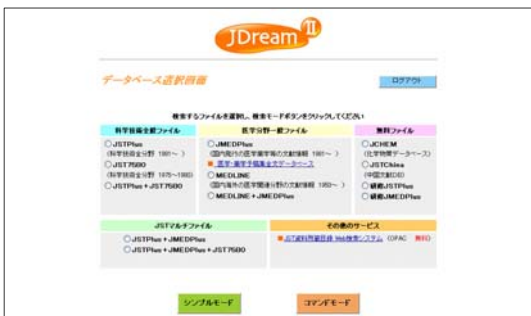 JDream II
データベース選択画面
ログアウト
検索するファイルを選択し、検索モードボタンをクリックしてください
科学技術全般ファイル
JSTPlus
(科学技術全分野 1981~ )
JST7580
(科学技術全分野 1975~1980)
JSTPlus+JST7580
医学分野一般ファイル
JMEDPlus
(国内発行の医学薬学等の文献情報 1981~ )
医学・薬学予稿集全文データベース
MEDLINE
(国内海外の医学関連分野の文献情報 1950~ )
MEDLINE+JMEDPlus
無料ファイル
JCHEM
(化学物質データベース)
JSTChina
(中国文献DB)
研修JSTPlus
研修JMEDPlus
JSTマルチファイル
JSTPlus+JMEDPlus
JSTPlus+JMEDPlus+JST7580
その他のサービス
JST資料所蔵目録 Web検索システム (OPAC 無料)
シンプルモード
コマンドモード